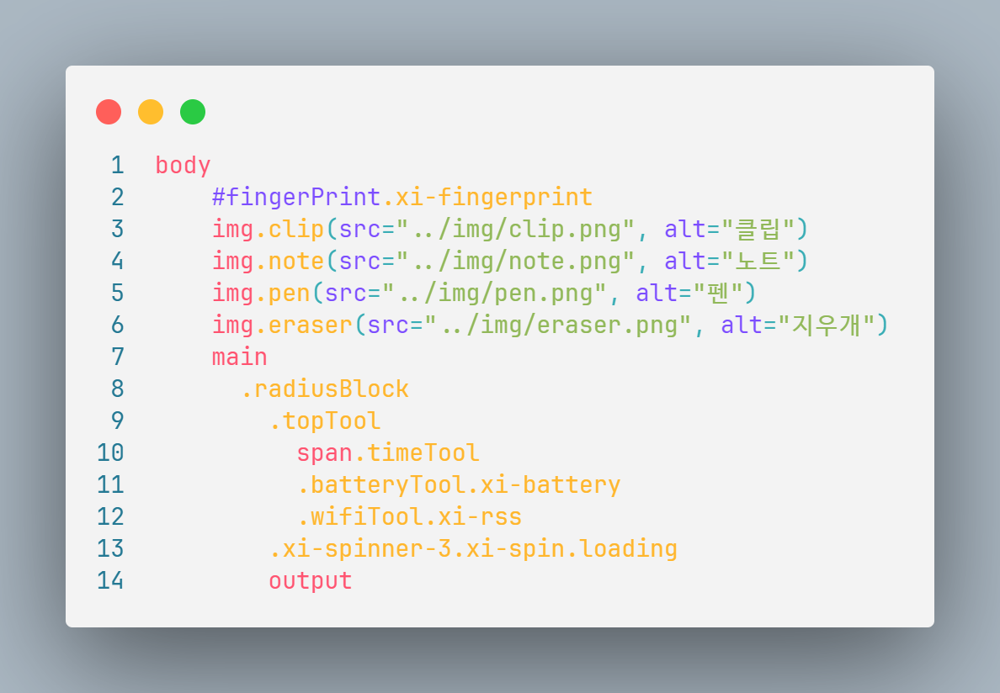 1 body
2 #fingerPrint.xi-fingerprint
3 img.clip(src="../img/clip.png", alt="클립")
4 img.note(src="../img/note.png", alt="노트")
5 img.pen(src="../img/pen.png", alt="펜")
6 img.eraser(src="../img/eraser.png", alt="지우개")
7 main
8 .radiusBlock
9 .topTool
10 span.timeTool
11 .batteryTool.xi-battery
12 .wifiTool.xi-rss
13 .xi-spinner-3.xi-spin.loading
14 output